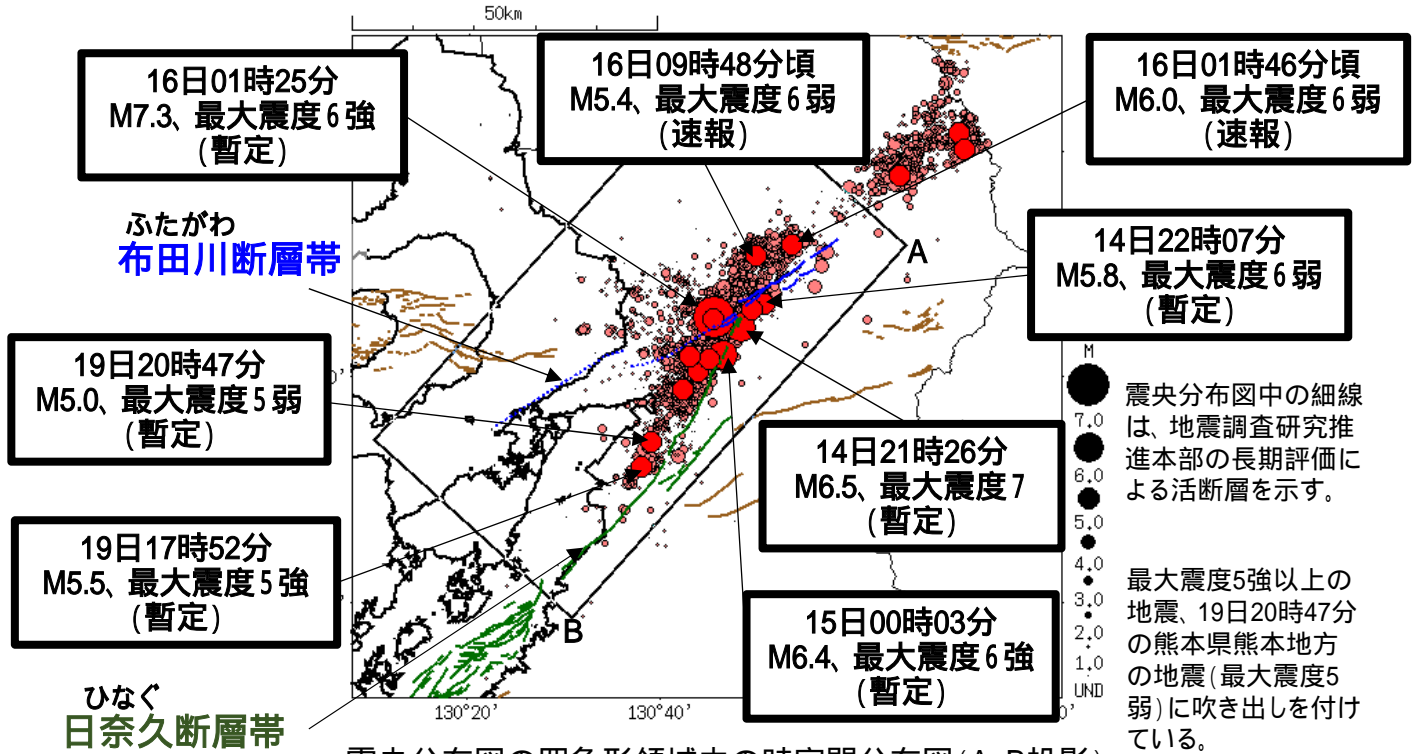 50km
16日01時25分
M7.3、最大震度6強
(暫定)
16日09時48分頃
M5.4、最大震度6弱
(速報)
16日01時46分頃
M6.0、最大震度6弱
(速報)
ふたがわ
布田川断層帯
A
14日22時07分
M5.8、最大震度6弱
(暫定)
19日20時47分
M5.0、最大震度5弱
(暫定)
0'
14日21時26分
M6.5、最大震度7
(暫定)
M
7.0
6.0
5.0
4.0
3.0
2.0
1.0
UND
震央分布図中の細線
は、地震調査研究推
進本部の長期評価に
よる活断層を示す。
19日17時52分
M5.5、最大震度5強
(暫定)
B
15日00時03分
M6.4、最大震度6強
(暫定)
最大震度5強以上の
地震、19日20時47分
の熊本県熊本地方
の地震(最大震度5
弱)に吹き出しを付け
ている。
ひなぐ
日奈久断層帯
130°20'
130°40'
0'